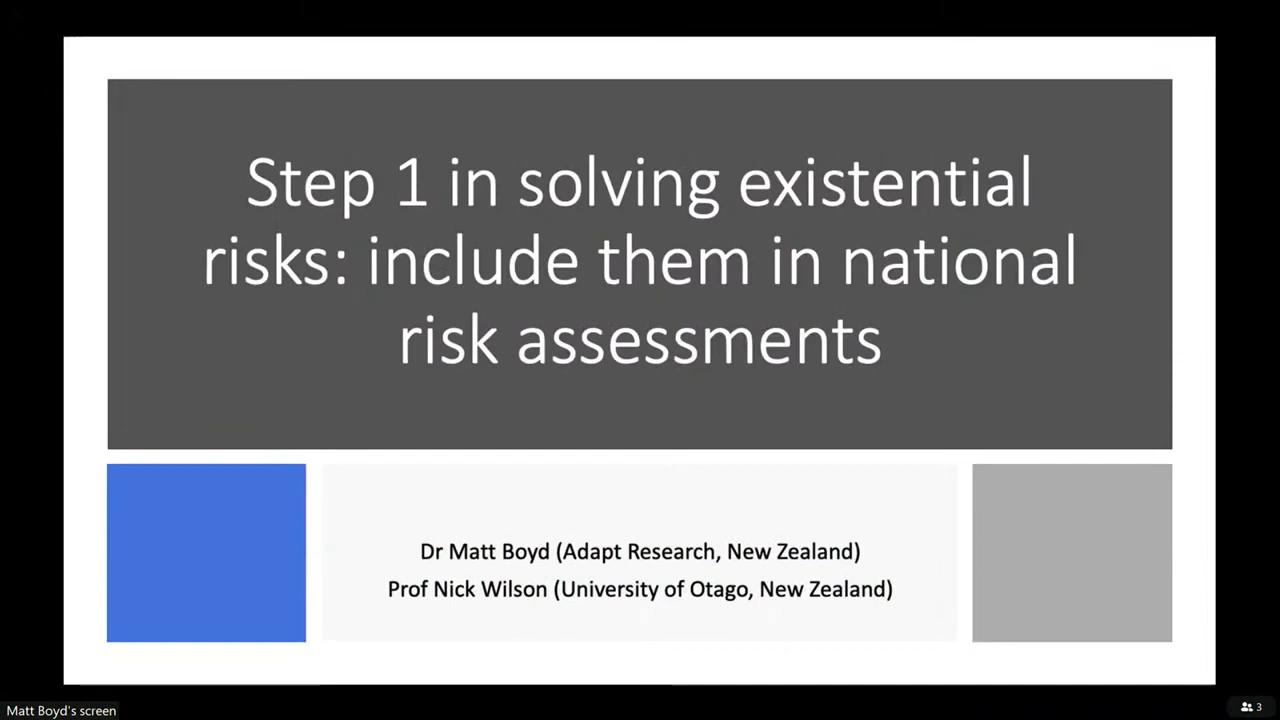 Step 1 in solving existential
risks: include them in national
risk assessments
Dr Matt Boyd (Adapt Research, New Zealand)
Prof Nick Wilson (University of Otago, New Zealand)
Matt Boyd's screen
3